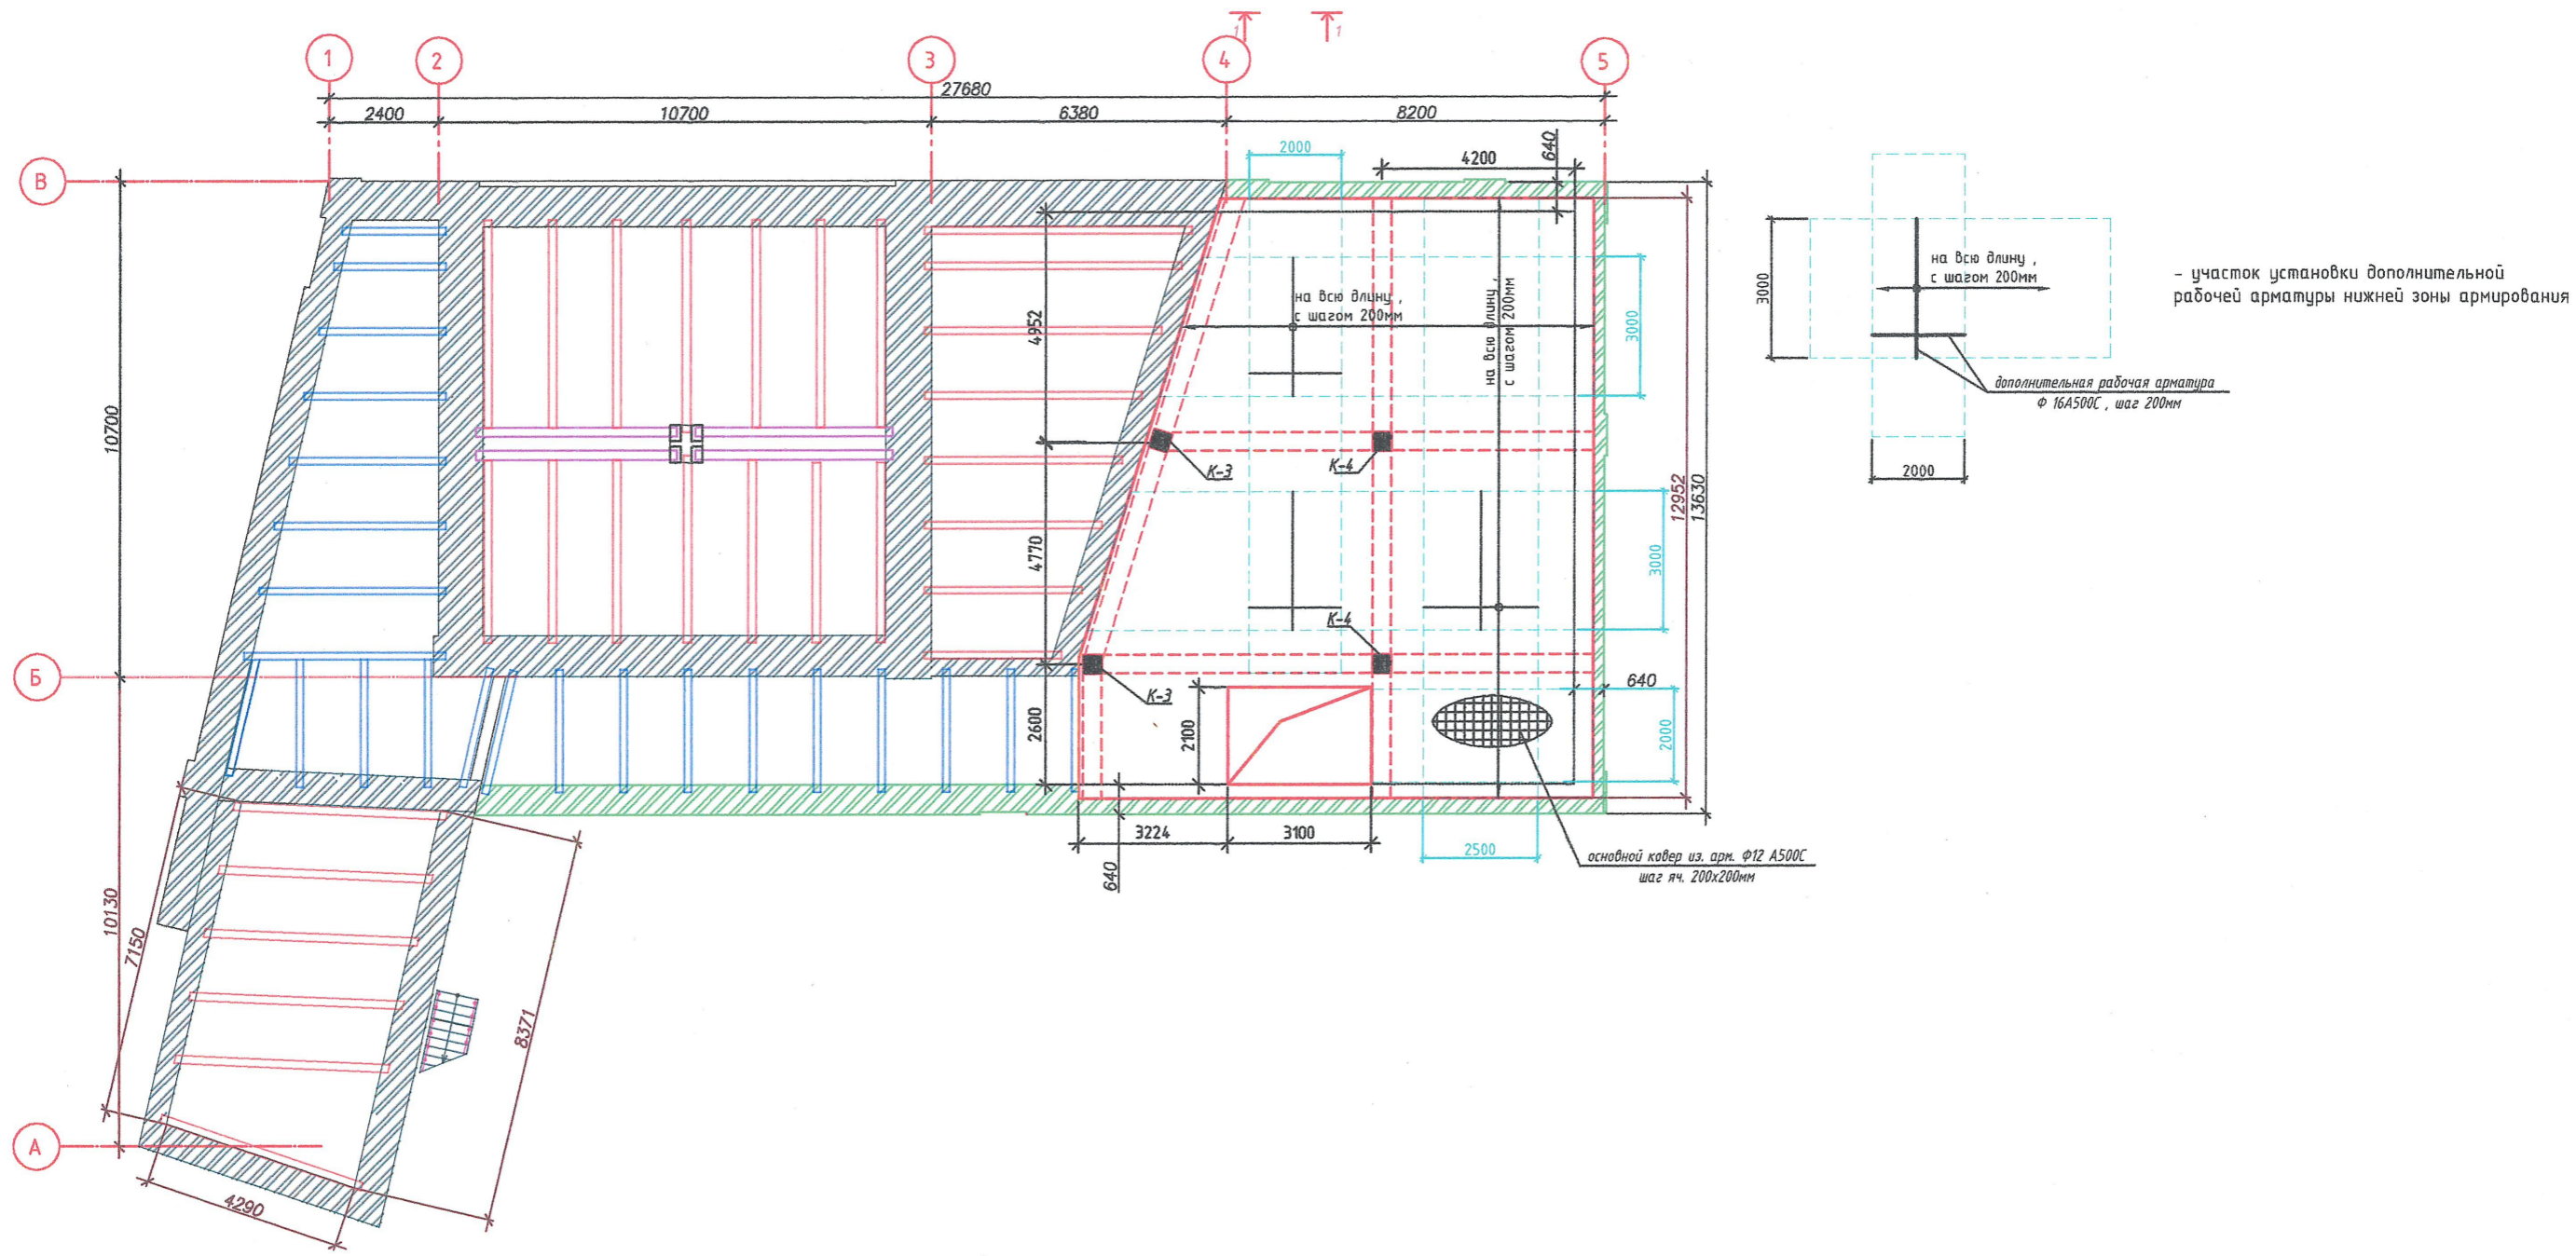 1
1
1
2
3
4
5
27680
2400
10700
6380
8200
В
2000
4200
640
на всю длину ,
с шагом 200мм
на всю длину ,
с шагом 200мм
3000
на всю длину ,
с шагом 200мм
3000
- участок установки дополнительной
рабочей арматуры нижней зоны армирования
дополнительная рабочая арматура
Ф 16А500С , шаг 200мм
2000
4952
10700
К-3
К-4
12952
13630
4770
3000
К-4
Б
К-3
640
2600
2100
2000
3224
3100
2500
640
основной ковер из. арм. Ф12 А500С
шаг яч. 200х200мм
10130
7150
8371
А
4290